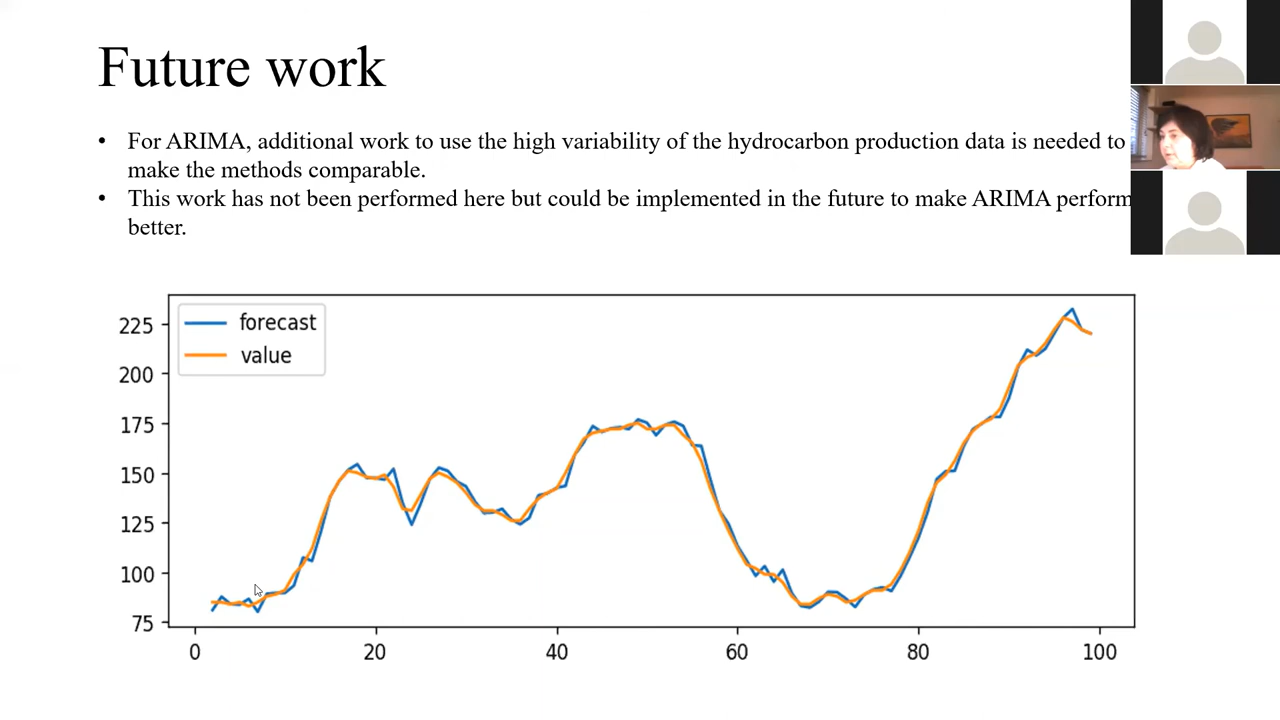 Future work
• For ARIMA, additional work to use the high variability of the hydrocarbon production data is needed to
make the methods comparable.
• This work has not been performed here but could be implemented in the future to make ARIMA perform
better.
forecast
value
225
200
175
150
125
100
75
0 20 40 60 80 100